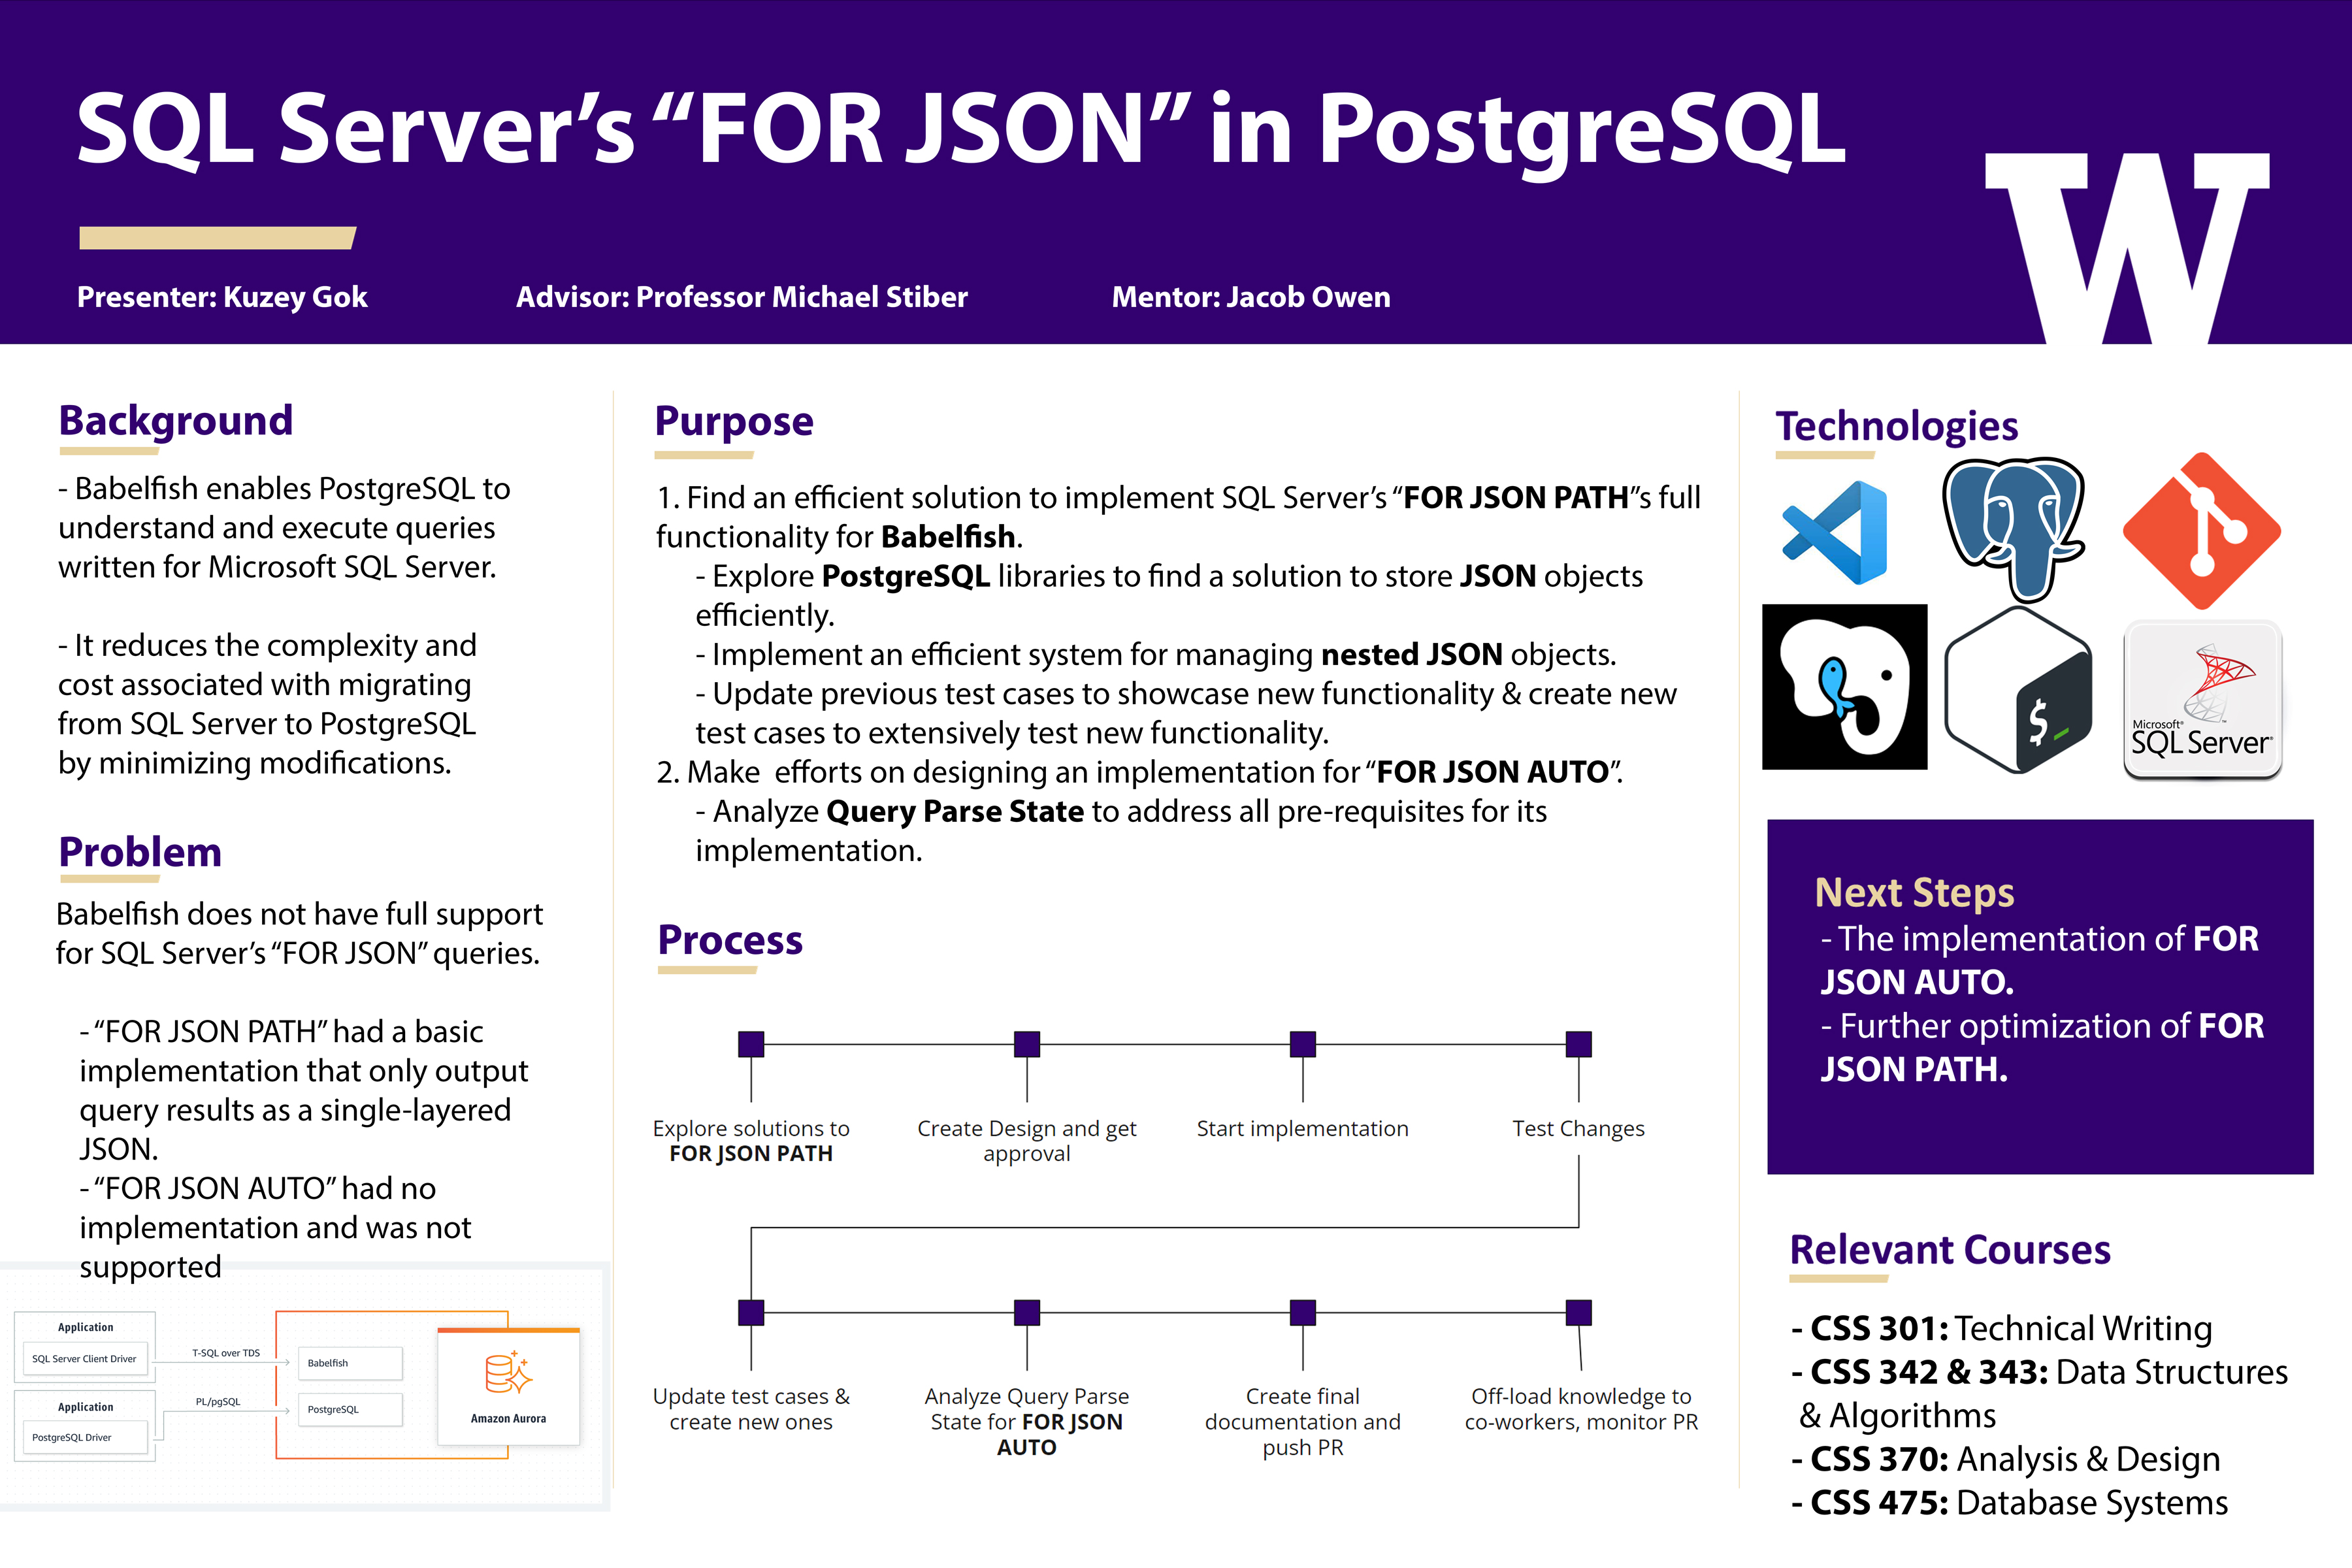 SQL Server’s “FOR JSON” in PostgreSQL
W
Presenter: Kuzey Gok
Advisor: Professor Michael Stiber
Mentor: Jacob Owen
Background
- Babelfish enables PostgreSQL to
understand and execute queries
written for Microsoft SQL Server.
- It reduces the complexity and
cost associated with migrating
from SQL Server to PostgreSQL
by minimizing modifications.
Problem
Babelfish does not have full support
for SQL Server’s “FOR JSON” queries.
- “FOR JSON PATH” had a basic
implementation that only output
query results as a single-layered
JSON.
- “FOR JSON AUTO” had no
implementation and was not
supported
Application
SQL Server Client Driver
T-SQL over TDS
Babelfish
Application
PostgreSQL Driver
PL/pgSQL
PostgreSQL
Amazon Aurora
Purpose
1. Find an efficient solution to implement SQL Server’s “FOR JSON PATH”s full
functionality for Babelfish.
- Explore PostgreSQL libraries to find a solution to store JSON objects
efficiently.
- Implement an efficient system for managing nested JSON objects.
- Update previous test cases to showcase new functionality & create new
test cases to extensively test new functionality.
2. Make  efforts on designing an implementation for “FOR JSON AUTO”.
- Analyze Query Parse State to address all pre-requisites for its
implementation.
Process
Explore solutions to
FOR JSON PATH
Create Design and get
approval
Start implementation
Test Changes
Update test cases &
create new ones
Analyze Query Parse
State for FOR JSON
AUTO
Create final
documentation and
push PR
Off-load knowledge to
co-workers, monitor PR
Technologies
$_
Microsoft®
SQL Server®
Next Steps
- The implementation of FOR
JSON AUTO.
- Further optimization of FOR
JSON PATH.
Relevant Courses
- CSS 301: Technical Writing
- CSS 342 & 343: Data Structures
& Algorithms
- CSS 370: Analysis & Design
- CSS 475: Database Systems